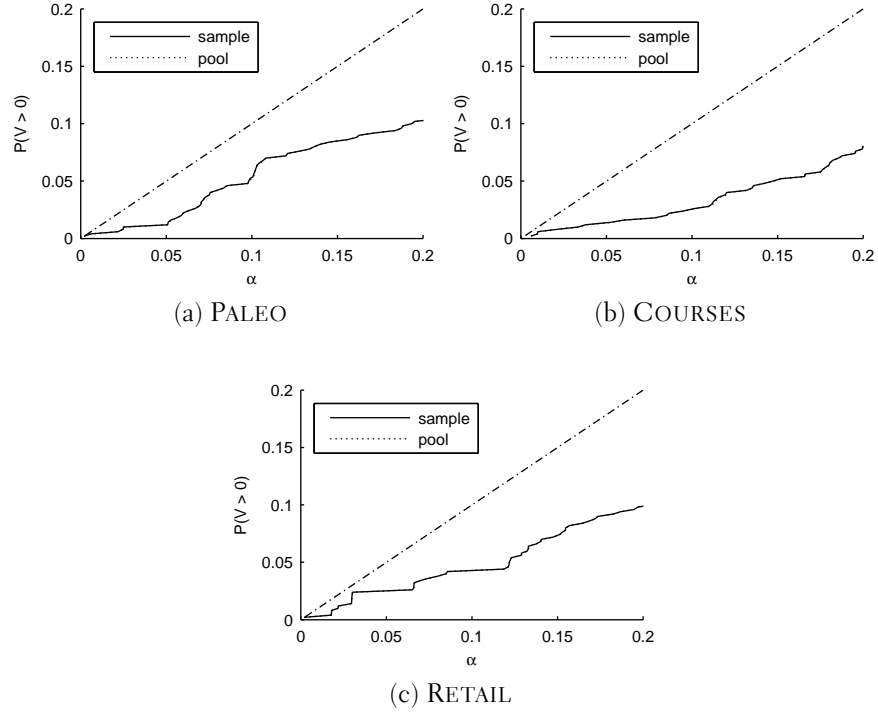 0.2
0.15
0.1
0.05
0
P(V > 0)
sample
pool
0 0.05 0.1 0.15 0.2
α
(a) PALEO
0.2
0.15
0.1
0.05
0
P(V > 0)
sample
pool
0 0.05 0.1 0.15 0.2
α
(b) COURSES
0.2
0.15
0.1
0.05
0
P(V > 0)
sample
pool
0 0.05 0.1 0.15 0.2
α
(c) RETAIL